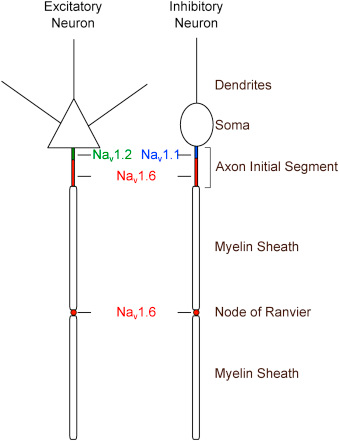 Excitatory
Neuron
Inhibitory
Neuron
Dendrites
Soma
Nav1.2
Nav1.1
Axon Initial Segment
Nav1.6
Myelin Sheath
Nav1.6
Node of Ranvier
Myelin Sheath